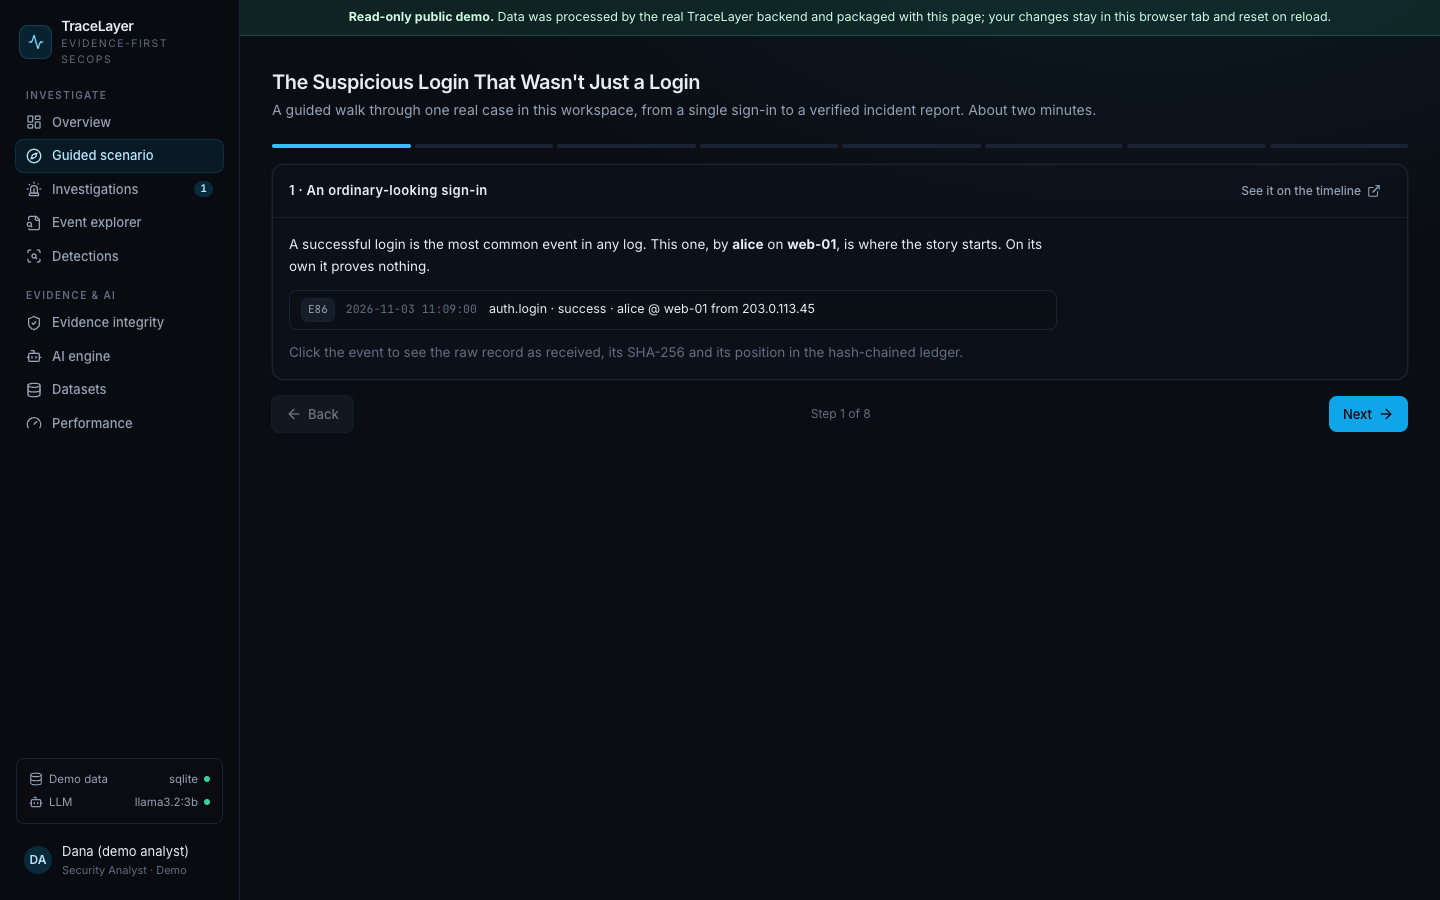 TraceLayer
EVIDENCE-FIRST
SECOPS
INVESTIGATE
Overview
Guided scenario
Investigations 1
Event explorer
Detections
EVIDENCE & AI
Evidence integrity
AI engine
Datasets
Performance
Demo data sqlite
LLM llama3.2:3b
DA
Dana (demo analyst)
Security Analyst · Demo
Read-only public demo. Data was processed by the real TraceLayer backend and packaged with this page; your changes stay in this browser tab and reset on reload.
The Suspicious Login That Wasn't Just a Login
A guided walk through one real case in this workspace, from a single sign-in to a verified incident report. About two minutes.
1 · An ordinary-looking sign-in
See it on the timeline
A successful login is the most common event in any log. This one, by alice on web-01, is where the story starts. On its
own it proves nothing.
E86 2026-11-03 11:09:00 auth.login · success · alice @ web-01 from 203.0.113.45
Click the event to see the raw record as received, its SHA-256 and its position in the hash-chained ledger.
Back
Step 1 of 8
Next